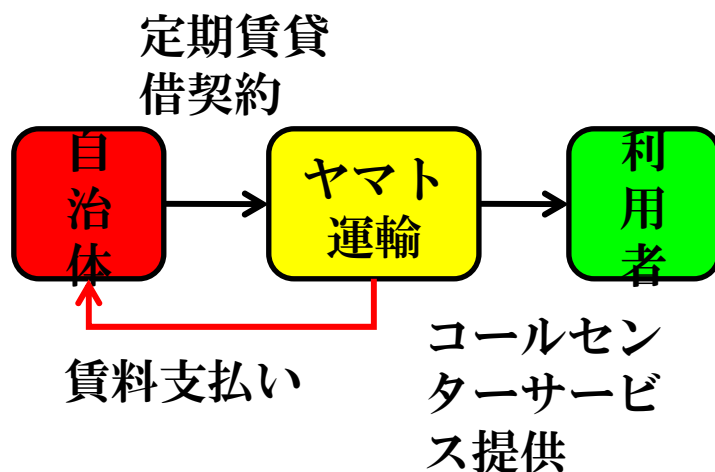 定期賃貸
借契約
自
治
体
ヤマト
運輸
利
用
者
賃料支払い
コールセン
ターサービ
ス提供